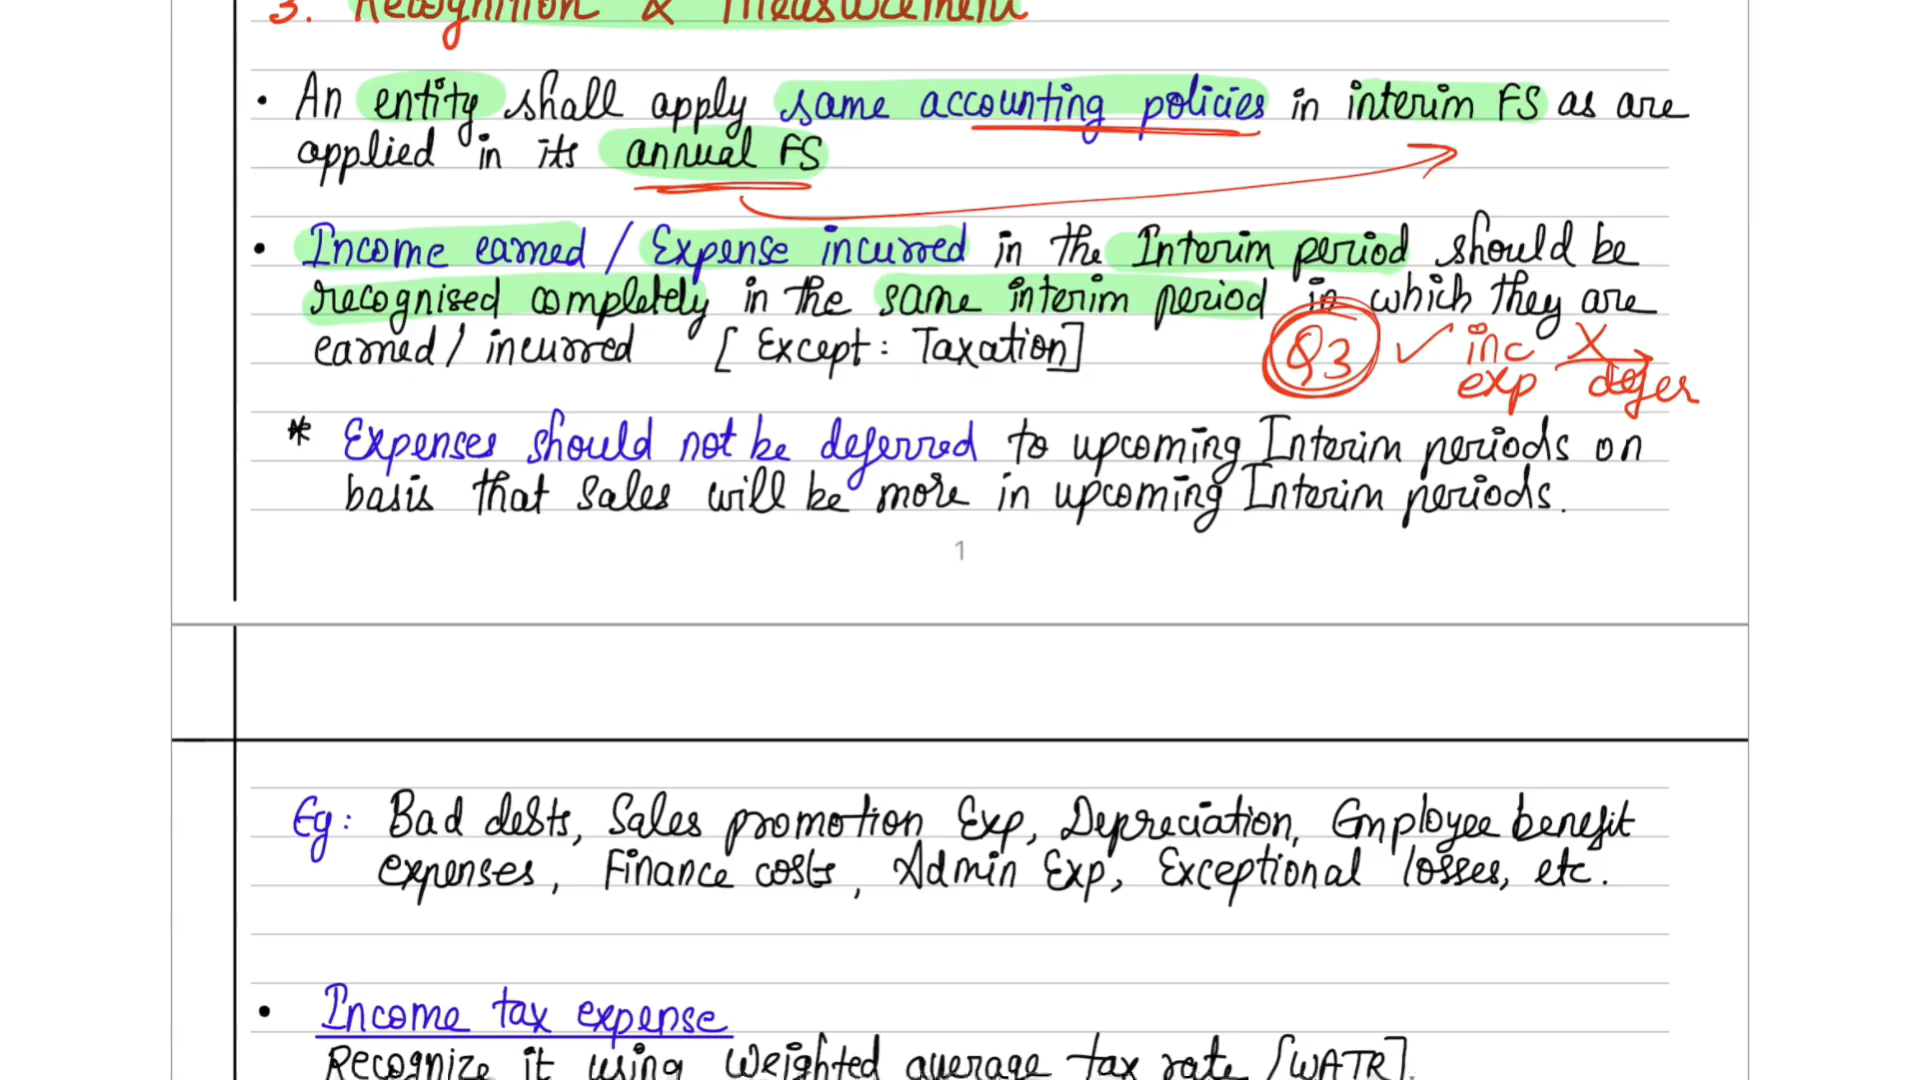 3. Recognition & Measurement
• An entity shall apply same accounting policies in interim FS as are
applied in its annual FS
• Income earned / Expense incurred in the Interim period should be
recognised completely in the same interim period in which they are
earned / incurred [Except: Taxation]
Q3 ✓ inc X
exp defer
* Expenses should not be deferred to upcoming Interim periods on
basis that Sales will be more in upcoming Interim periods.
1
Eg: Bad debts, Sales promotion Exp, Depreciation, Employee benefit
expenses, Finance costs, Admin Exp, Exceptional losses, etc.
• Income tax expense
Recognize it using Weighted average tax rate [WATR].